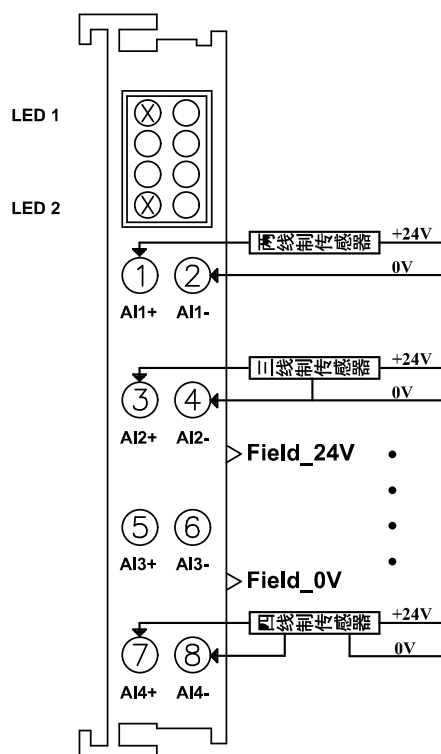 LED 1
LED 2
两线制传感器 +24V
0V
① ②
AI1+ AI1-
三线制传感器 +24V
0V
③ ④
AI2+ AI2-
Field_24V
⑤ ⑥
AI3+ AI3-
Field_0V
四线制传感器 +24V
0V
⑦ ⑧
AI4+ AI4-